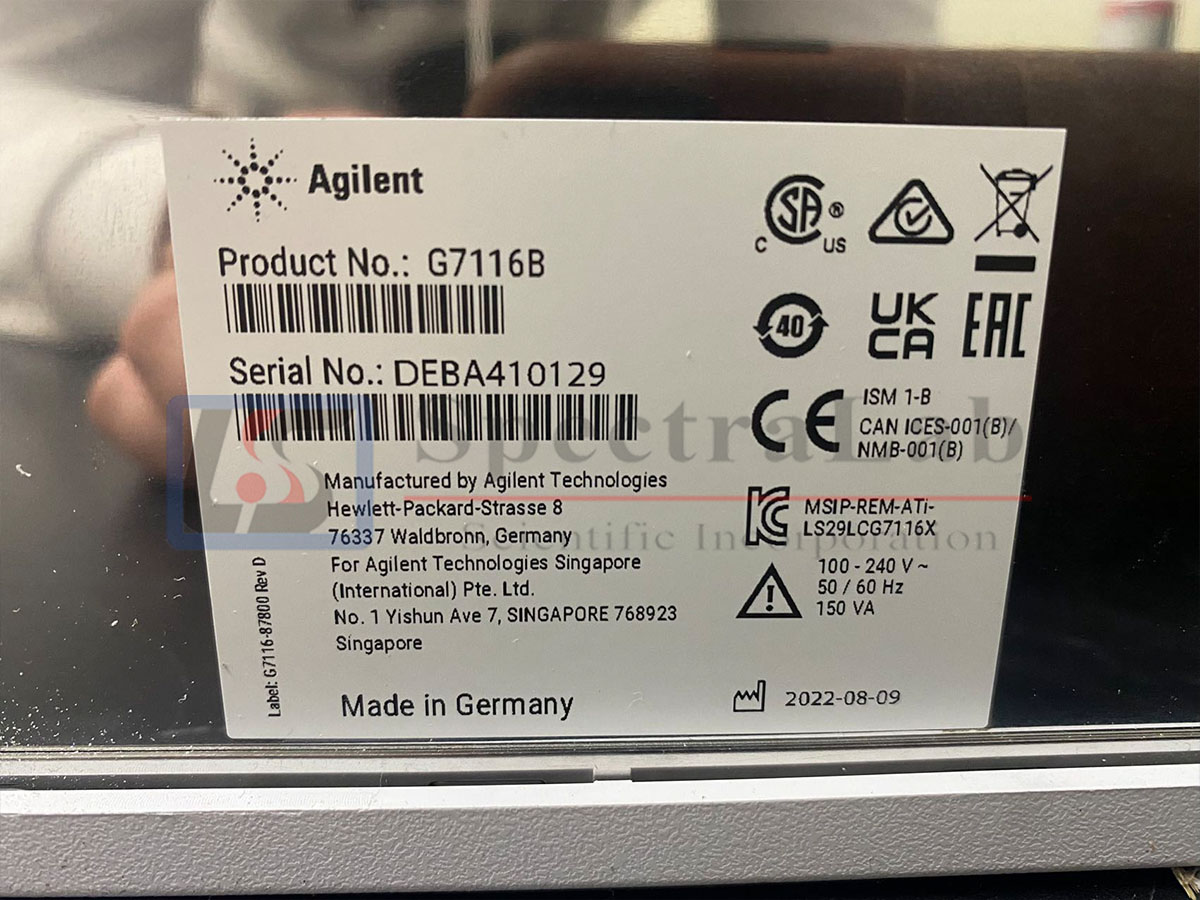 Agilent
Product No.: G7116B
Serial No.: DEBA410129
Manufactured by Agilent Technologies
Hewlett-Packard-Strasse 8
76337 Waldbronn, Germany
For Agilent Technologies Singapore
(International) Pte. Ltd.
No. 1 Yishun Ave 7, SINGAPORE 768923
Singapore
Made in Germany
Label: G7116-87800 Rev D
C SA ® US
40
UK
CA
EAC
CE
ISM 1-B
CAN ICES-001(B)/
NMB-001(B)
MSIP-REM-ATi-
LS29LCG7116X
100 - 240 V ~
50 / 60 Hz
150 VA
2022-08-09
SpectraLab
Scientific Incorporation